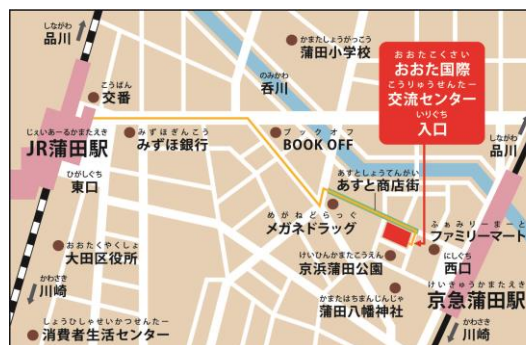 しながわ
品川
かまたしょうがっこう
蒲田小学校
おおたこくさい
おおた国際
こうりゅうせんたー
交流センター
いりぐち
入口
こうばん
交番
のみかわ
呑川
しながわ
品川
じぇいあーるかまたえき
JR蒲田駅
みずほぎんこう
みずほ銀行
ブックオフ
BOOK OFF
あすとしょうてんがい
あすと商店街
ひがしぐち
東口
めがねどらっぐ
メガネドラッグ
ふぁみりーまーと
ファミリーマート
おおたくやくしょ
大田区役所
けいひんかまたこうえん
京浜蒲田公園
にしぐち
西口
かわさき
川崎
かまたはちまんじんじゃ
蒲田八幡神社
けいきゅうかまたえき
京急蒲田駅
しょうひしゃせいかつせんたー
消費者生活センター
かわさき
川崎